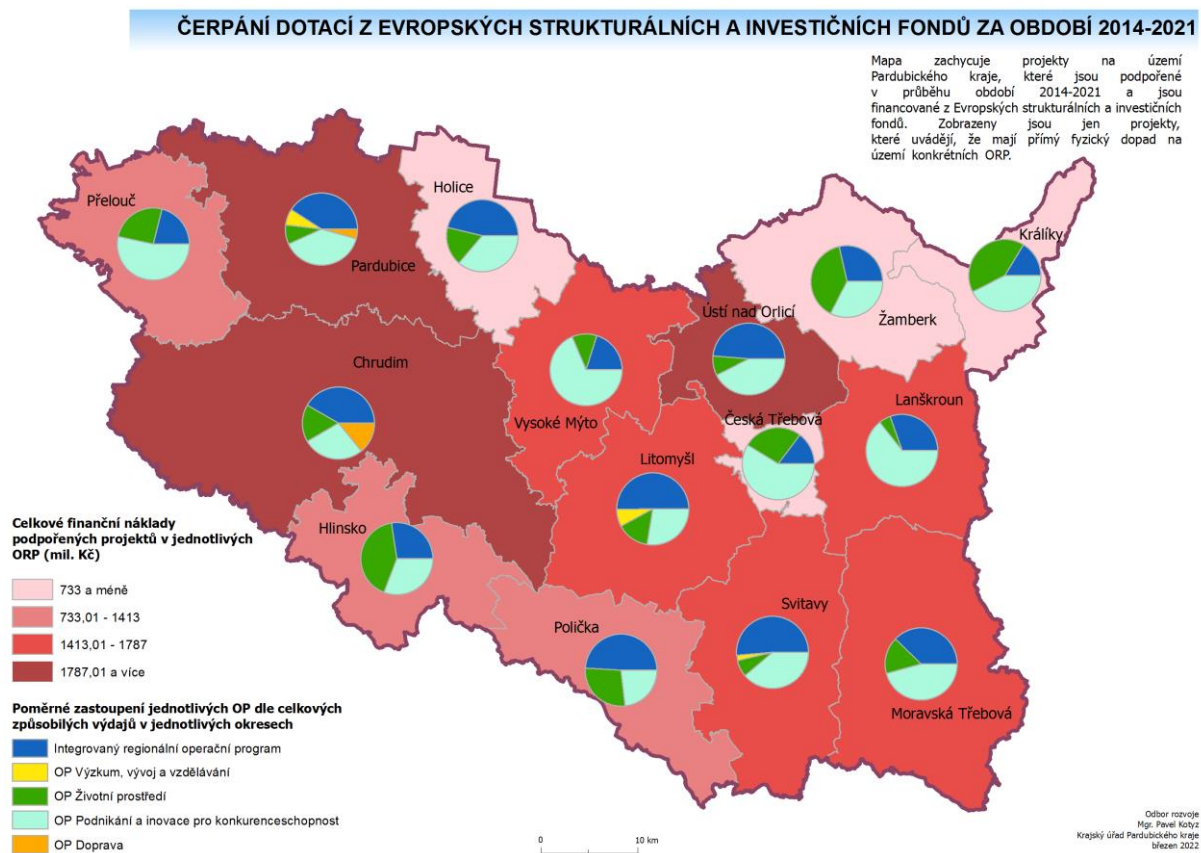 ČERPÁNÍ DOTACÍ Z EVROPSKÝCH STRUKTURÁLNÍCH A INVESTIČNÍCH FONDŮ ZA OBDOBÍ 2014-2021
Mapa zachycuje projekty na území
Pardubického kraje, které jsou podpořené
v průběhu období 2014-2021 a jsou
financované z Evropských strukturálních a investičních
fondů. Zobrazeny jsou jen projekty,
které uvádějí, že mají přímý fyzický dopad na
území konkrétních ORP.
Přelouč
Pardubice
Holice
Králíky
Žamberk
Ústí nad Orlicí
Chrudim
Vysoké Mýto
Česká Třebová
Lanškroun
Litomyšl
Hlinsko
Polička
Svitavy
Moravská Třebová
Celkové finanční náklady
podpořených projektů v jednotlivých
ORP (mil. Kč)
733 a méně
733,01 - 1413
1413,01 - 1787
1787,01 a více
Poměrné zastoupení jednotlivých OP dle celkových
způsobilých výdajů v jednotlivých okresech
Integrovaný regionální operační program
OP Výzkum, vývoj a vzdělávání
OP Životní prostředí
OP Podnikání a inovace pro konkurenceschopnost
OP Doprava
0 10 km
Odbor rozvoje
Mgr. Pavel Kotyz
Krajský úřad Pardubického kraje
březen 2022